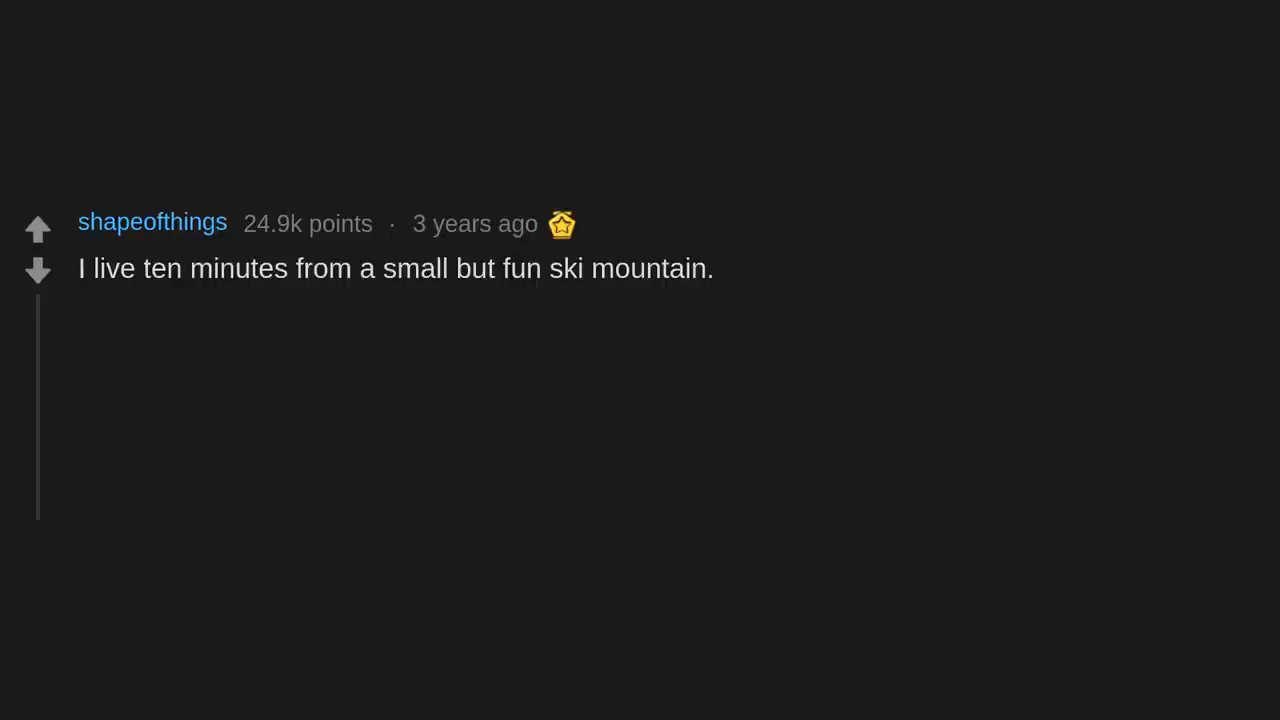 shapeofthings 24.9k points · 3 years ago
I live ten minutes from a small but fun ski mountain.